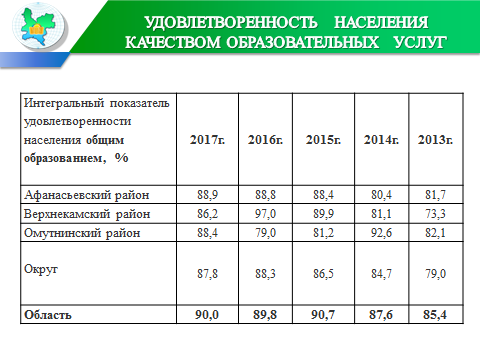 УДОВЛЕТВОРЕННОСТЬ НАСЕЛЕНИЯ
КАЧЕСТВОМ ОБРАЗОВАТЕЛЬНЫХ УСЛУГ
Интегральный показатель
удовлетворенности
населения общим
образованием, %
2017г. 2016г. 2015г. 2014г. 2013г.
Афанасьевский район 88,9 88,8 88,4 80,4 81,7
Верхнекамский район 86,2 97,0 89,9 81,1 73,3
Омутнинский район 88,4 79,0 81,2 92,6 82,1
Округ 87,8 88,3 86,5 84,7 79,0
Область 90,0 89,8 90,7 87,6 85,4